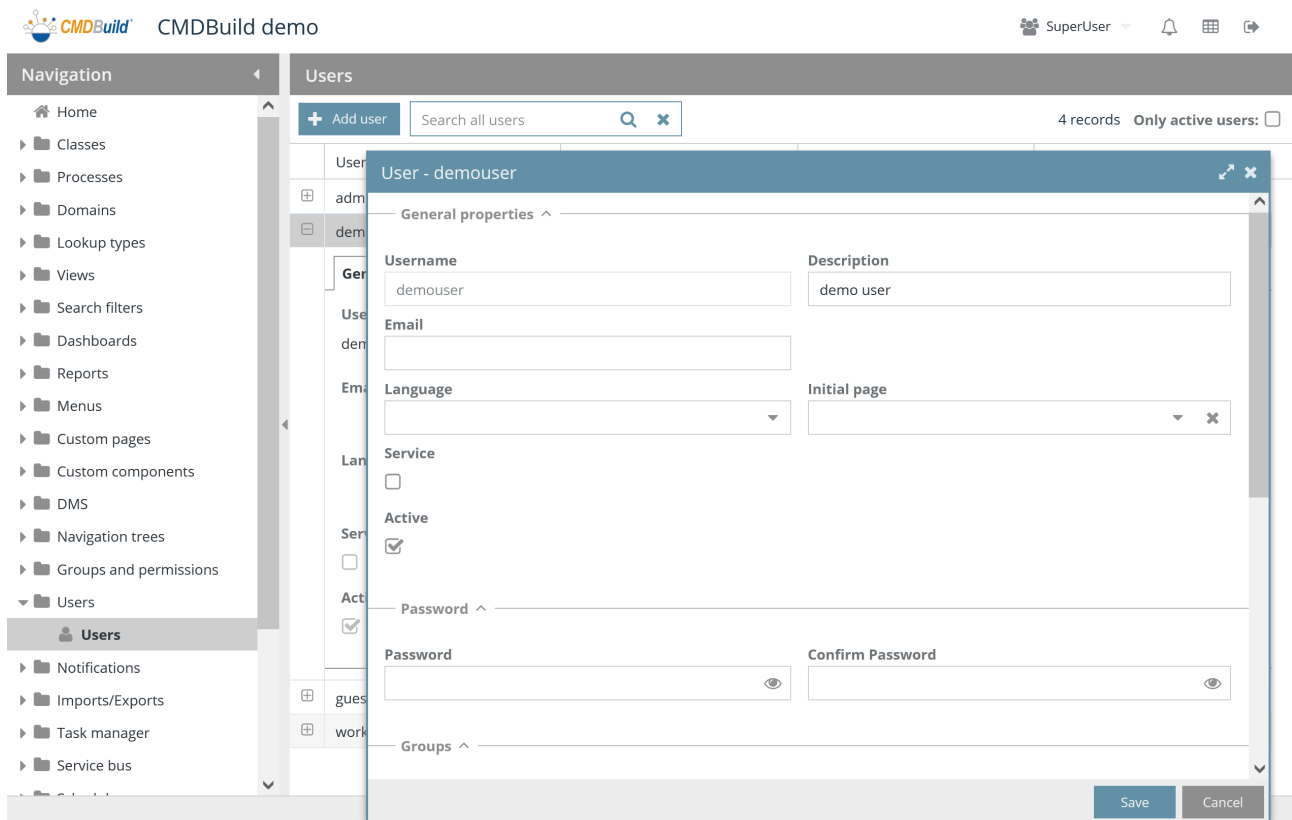 CMDBuild® CMDBuild demo SuperUser
Navigation
Users
Home
Classes
Processes
Domains
Lookup types
Views
Search filters
Dashboards
Reports
Menus
Custom pages
Custom components
DMS
Navigation trees
Groups and permissions
Users
Users
Notifications
Imports/Exports
Task manager
Service bus
Add user Search all users 4 records Only active users:
User
adm
dem
Gen
Use
dem
Ema
Lan
Serv
Acti
gues
work
User - demouser
General properties
Username Description
demouser demo user
Email
Language Initial page
Service
Active
Password
Password Confirm Password
Groups
Save Cancel